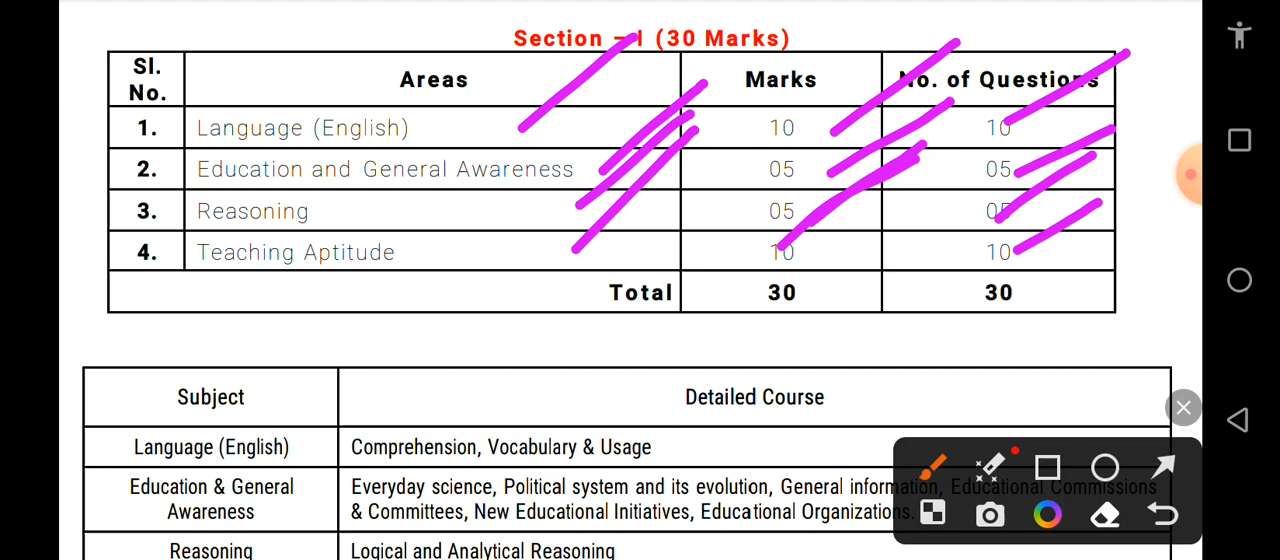 Section – I (30 Marks)
Sl. No. Areas Marks No. of Questions
1. Language (English) 10 10
2. Education and General Awareness 05 05
3. Reasoning 05 05
4. Teaching Aptitude 10 10
Total 30 30
Subject Detailed Course
Language (English) Comprehension, Vocabulary & Usage
Education & General Awareness Everyday science, Political system and its evolution, General information, Educational Commissions
& Committees, New Educational Initiatives, Educational Organizations.
Reasoning Logical and Analytical Reasoning